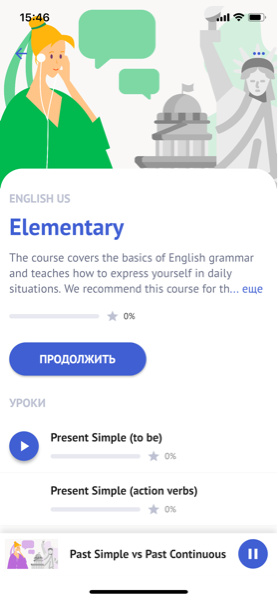 15:46
ENGLISH US
Elementary
The course covers the basics of English grammar
and teaches how to express yourself in daily
situations. We recommend this course for th... еще
0%
ПРОДОЛЖИТЬ
УРОКИ
Present Simple (to be)
0%
Present Simple (action verbs)
0%
Past Simple vs Past Continuous